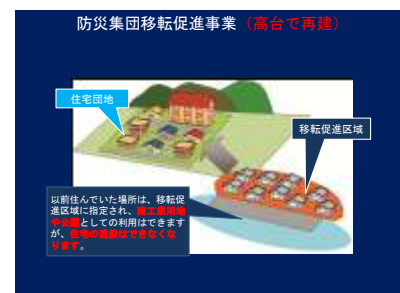 防災集団移転促進事業（高台で再建）
住宅団地
移転促進区域
以前住んでいた場所は、移転促
進区域に指定され、商工業用地
や公園としての利用はできます
が、住宅の建設はできなくな
ります。